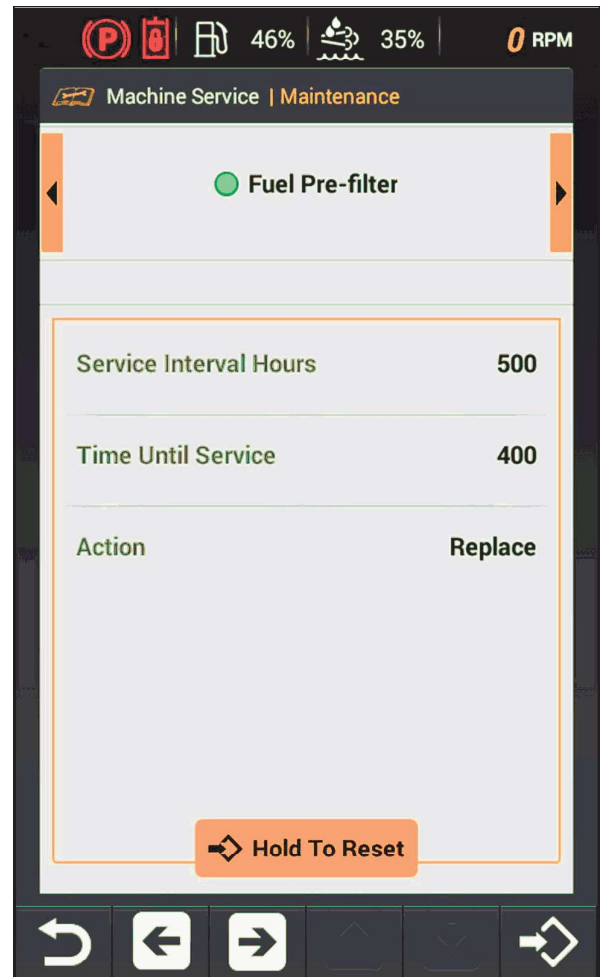 P 46% 35% 0 RPM
Machine Service | Maintenance
Fuel Pre-filter
Service Interval Hours 500
Time Until Service 400
Action Replace
Hold To Reset